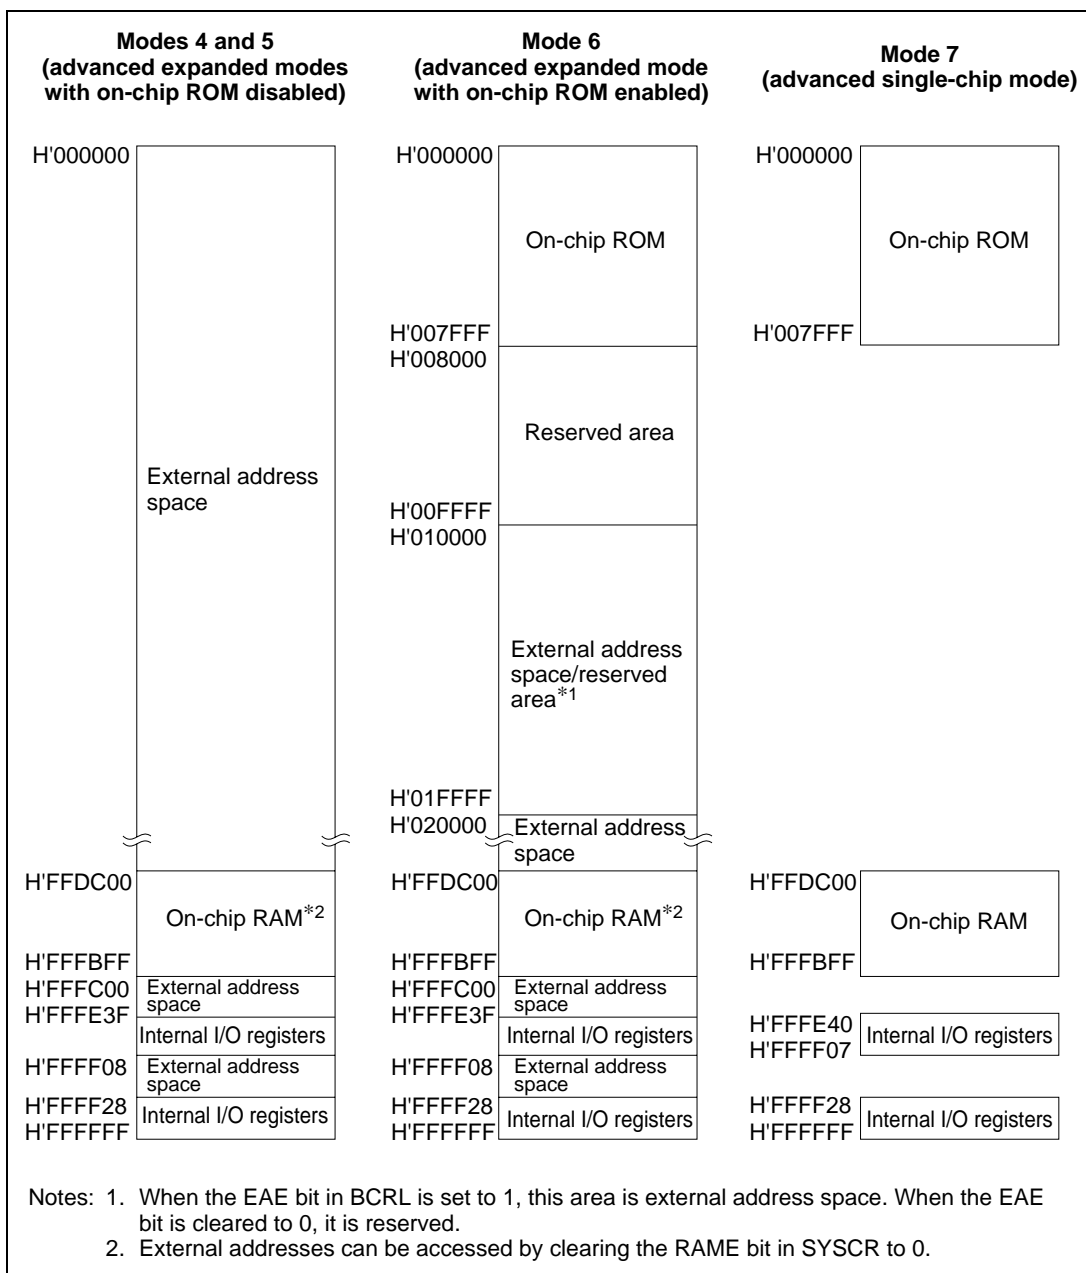 Modes 4 and 5
(advanced expanded modes
with on-chip ROM disabled)
Mode 6
(advanced expanded mode
with on-chip ROM enabled)
Mode 7
(advanced single-chip mode)
H'000000
External address
space
H'FFDC00
On-chip RAM*2
H'FFFBFF
H'FFFC00
External address
space
H'FFFE3F
Internal I/O registers
H'FFFF08
External address
space
H'FFFF28
Internal I/O registers
H'FFFFFF
H'000000
On-chip ROM
H'007FFF
H'008000
Reserved area
H'00FFFF
H'010000
External address
space/reserved
area*1
H'01FFFF
H'020000
External address
space
H'FFDC00
On-chip RAM*2
H'FFFBFF
H'FFFC00
External address
space
H'FFFE3F
Internal I/O registers
H'FFFF08
External address
space
H'FFFF28
Internal I/O registers
H'FFFFFF
H'000000
On-chip ROM
H'007FFF
H'FFDC00
On-chip RAM
H'FFFBFF
H'FFFE40
Internal I/O registers
H'FFFF07
H'FFFF28
Internal I/O registers
H'FFFFFF
Notes: 1. When the EAE bit in BCRL is set to 1, this area is external address space. When the EAE
bit is cleared to 0, it is reserved.
2. External addresses can be accessed by clearing the RAME bit in SYSCR to 0.